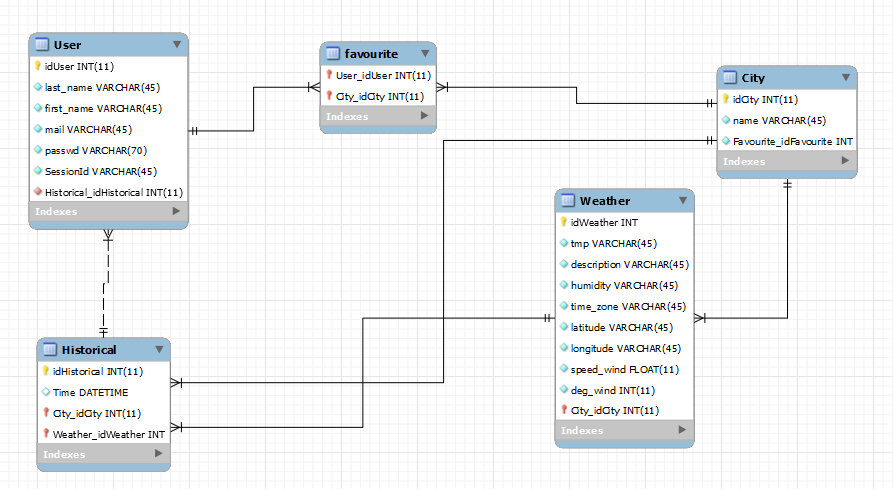 User
idUser INT(11)
last_name VARCHAR(45)
first_name VARCHAR(45)
mail VARCHAR(45)
passwd VARCHAR(70)
SessionId VARCHAR(45)
Historical_idHistorical INT(11)
Indexes
favourite
User_idUser INT(11)
City_idCity INT(11)
Indexes
City
idCity INT(11)
name VARCHAR(45)
Favourite_idFavourite INT
Indexes
Weather
idWeather INT
tmp VARCHAR(45)
description VARCHAR(45)
humidity VARCHAR(45)
time_zone VARCHAR(45)
latitude VARCHAR(45)
longitude VARCHAR(45)
speed_wind FLOAT(11)
deg_wind INT(11)
City_idCity INT(11)
Indexes
Historical
idHistorical INT(11)
Time DATETIME
City_idCity INT(11)
Weather_idWeather INT
Indexes